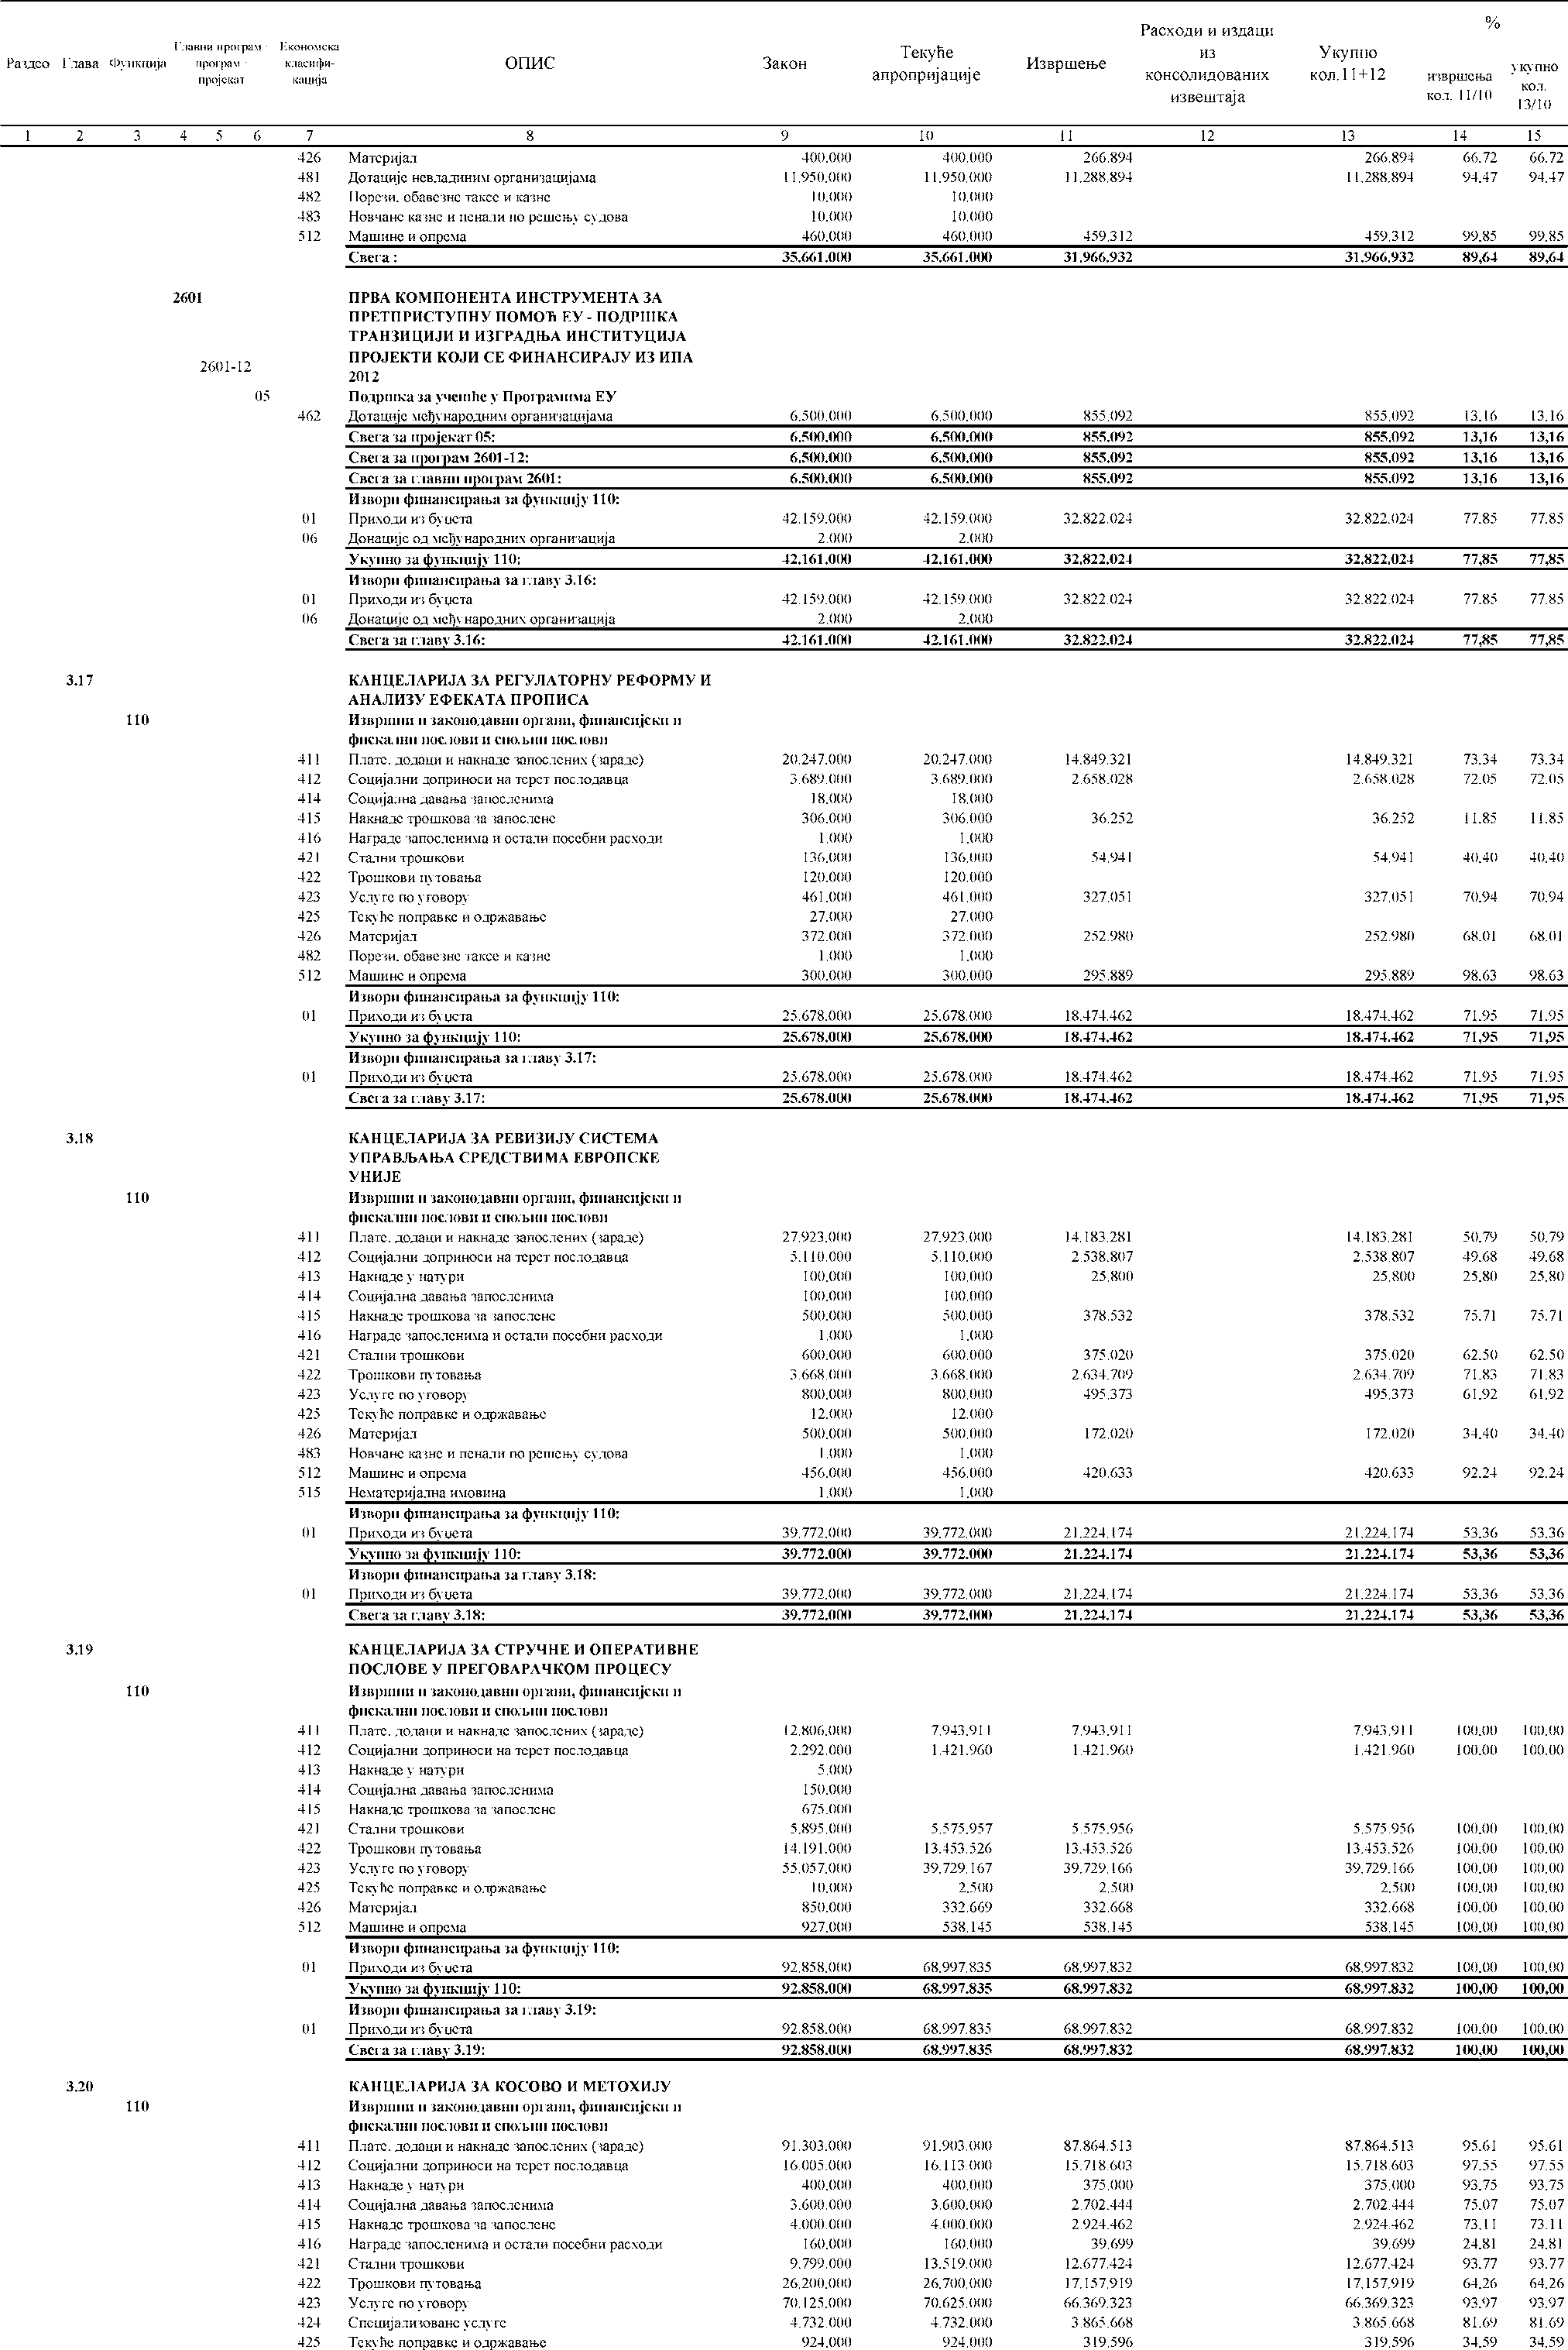 Раздео Глава Функција Главни програм - програм - пројекат Економска класифи-кација ОПИС Закон Текуће апропријације Извршење Расходи и издаци из консолидованих извештаја Укупно кол.11+12 % извршења кол. 11/10 укупно кол. 13/10
1 2 3 4 5 6 7 8 9 10 11 12 13 14 15
426 Материјал 400.000 400.000 266.894 266.894 66,72 66,72
481 Дотације невладиним организацијама 11.950.000 11.950.000 11.288.894 11.288.894 94,47 94,47
482 Порези, обавезне таксе и казне 10.000 10.000
483 Новчане казне и пенали по решењу судова 10.000 10.000
512 Машине и опрема 460.000 460.000 459.312 459.312 99,85 99,85
Свега : 35.661.000 35.661.000 31.966.932 31.966.932 89,64 89,64
2601 ПРВА КОМПОНЕНТА ИНСТРУМЕНТА ЗА
ПРЕТПРИСТУПНУ ПОМОЋ ЕУ - ПОДРШКА
ТРАНЗИЦИЈИ И ИЗГРАДЊА ИНСТИТУЦИЈА
2601-12 ПРОЈЕКТИ КОЈИ СЕ ФИНАНСИРАЈУ ИЗ ИПА
2012
05 Подршка за учешће у Програмима ЕУ
462 Дотације међународним организацијама 6.500.000 6.500.000 855.092 855.092 13,16 13,16
Свега за пројекат 05: 6.500.000 6.500.000 855.092 855.092 13,16 13,16
Свега за програм 2601-12: 6.500.000 6.500.000 855.092 855.092 13,16 13,16
Свега за главни програм 2601: 6.500.000 6.500.000 855.092 855.092 13,16 13,16
Извори финансирања за функцију 110:
01 Приходи из буџета 42.159.000 42.159.000 32.822.024 32.822.024 77,85 77,85
06 Донације од међународних организација 2.000 2.000
Укупно за функцију 110: 42.161.000 42.161.000 32.822.024 32.822.024 77,85 77,85
Извори финансирања за главу 3.16:
01 Приходи из буџета 42.159.000 42.159.000 32.822.024 32.822.024 77,85 77,85
06 Донације од међународних организација 2.000 2.000
Свега за главу 3.16: 42.161.000 42.161.000 32.822.024 32.822.024 77,85 77,85
3.17 КАНЦЕЛАРИЈА ЗА РЕГУЛАТОРНУ РЕФОРМУ И
АНАЛИЗУ ЕФЕКАТА ПРОПИСА
110 Извршни и законодавни органи, финансијски и
фискални послови и спољни послови
411 Плате, додаци и накнаде запослених (зараде) 20.247.000 20.247.000 14.849.321 14.849.321 73,34 73,34
412 Социјални доприноси на терет послодавца 3.689.000 3.689.000 2.658.028 2.658.028 72,05 72,05
414 Социјална давања запосленима 18.000 18.000
415 Накнаде трошкова за запослене 306.000 306.000 36.252 36.252 11,85 11,85
416 Награде запосленима и остали посебни расходи 1.000 1.000
421 Стални трошкови 136.000 136.000 54.941 54.941 40,40 40,40
422 Трошкови путовања 120.000 120.000
423 Услуге по уговору 461.000 461.000 327.051 327.051 70,94 70,94
425 Текуће поправке и одржавање 27.000 27.000
426 Материјал 372.000 372.000 252.980 252.980 68,01 68,01
482 Порези, обавезне таксе и казне 1.000 1.000
512 Машине и опрема 300.000 300.000 295.889 295.889 98,63 98,63
Извори финансирања за функцију 110:
01 Приходи из буџета 25.678.000 25.678.000 18.474.462 18.474.462 71,95 71,95
Укупно за функцију 110: 25.678.000 25.678.000 18.474.462 18.474.462 71,95 71,95
Извори финансирања за главу 3.17:
01 Приходи из буџета 25.678.000 25.678.000 18.474.462 18.474.462 71,95 71,95
Свега за главу 3.17: 25.678.000 25.678.000 18.474.462 18.474.462 71,95 71,95
3.18 КАНЦЕЛАРИЈА ЗА РЕВИЗИЈУ СИСТЕМА
УПРАВЉАЊА СРЕДСТВИМА ЕВРОПСКЕ
УНИЈЕ
110 Извршни и законодавни органи, финансијски и
фискални послови и спољни послови
411 Плате, додаци и накнаде запослених (зараде) 27.923.000 27.923.000 14.183.281 14.183.281 50,79 50,79
412 Социјални доприноси на терет послодавца 5.110.000 5.110.000 2.538.807 2.538.807 49,68 49,68
413 Накнаде у натури 100.000 100.000 25.800 25.800 25,80 25,80
414 Социјална давања запосленима 100.000 100.000
415 Накнаде трошкова за запослене 500.000 500.000 378.532 378.532 75,71 75,71
416 Награде запосленима и остали посебни расходи 1.000 1.000
421 Стални трошкови 600.000 600.000 375.020 375.020 62,50 62,50
422 Трошкови путовања 3.668.000 3.668.000 2.634.709 2.634.709 71,83 71,83
423 Услуге по уговору 800.000 800.000 495.373 495.373 61,92 61,92
425 Текуће поправке и одржавање 12.000 12.000
426 Материјал 500.000 500.000 172.020 172.020 34,40 34,40
483 Новчане казне и пенали по решењу судова 1.000 1.000
512 Машине и опрема 456.000 456.000 420.633 420.633 92,24 92,24
515 Нематеријална имовина 1.000 1.000
Извори финансирања за функцију 110:
01 Приходи из буџета 39.772.000 39.772.000 21.224.174 21.224.174 53,36 53,36
Укупно за функцију 110: 39.772.000 39.772.000 21.224.174 21.224.174 53,36 53,36
Извори финансирања за главу 3.18:
01 Приходи из буџета 39.772.000 39.772.000 21.224.174 21.224.174 53,36 53,36
Свега за главу 3.18: 39.772.000 39.772.000 21.224.174 21.224.174 53,36 53,36
3.19 КАНЦЕЛАРИЈА ЗА СТРУЧНЕ И ОПЕРАТИВНЕ
ПОСЛОВЕ У ПРЕГОВАРАЧКОМ ПРОЦЕСУ
110 Извршни и законодавни органи, финансијски и
фискални послови и спољни послови
411 Плате, додаци и накнаде запослених (зараде) 12.806.000 7.943.911 7.943.911 7.943.911 100,00 100,00
412 Социјални доприноси на терет послодавца 2.292.000 1.421.960 1.421.960 1.421.960 100,00 100,00
413 Накнаде у натури 5.000
414 Социјална давања запосленима 150.000
415 Накнаде трошкова за запослене 675.000
421 Стални трошкови 5.895.000 5.575.957 5.575.956 5.575.956 100,00 100,00
422 Трошкови путовања 14.191.000 13.453.526 13.453.526 13.453.526 100,00 100,00
423 Услуге по уговору 55.057.000 39.729.167 39.729.166 39.729.166 100,00 100,00
425 Текуће поправке и одржавање 10.000 2.500 2.500 2.500 100,00 100,00
426 Материјал 850.000 332.669 332.668 332.668 100,00 100,00
512 Машине и опрема 927.000 538.145 538.145 538.145 100,00 100,00
Извори финансирања за функцију 110:
01 Приходи из буџета 92.858.000 68.997.835 68.997.832 68.997.832 100,00 100,00
Укупно за функцију 110: 92.858.000 68.997.835 68.997.832 68.997.832 100,00 100,00
Извори финансирања за главу 3.19:
01 Приходи из буџета 92.858.000 68.997.835 68.997.832 68.997.832 100,00 100,00
Свега за главу 3.19: 92.858.000 68.997.835 68.997.832 68.997.832 100,00 100,00
3.20 КАНЦЕЛАРИЈА ЗА КОСОВО И МЕТОХИЈУ
110 Извршни и законодавни органи, финансијски и
фискални послови и спољни послови
411 Плате, додаци и накнаде запослених (зараде) 91.303.000 91.903.000 87.864.513 87.864.513 95,61 95,61
412 Социјални доприноси на терет послодавца 16.005.000 16.113.000 15.718.603 15.718.603 97,55 97,55
413 Накнаде у натури 400.000 400.000 375.000 375.000 93,75 93,75
414 Социјална давања запосленима 3.600.000 3.600.000 2.702.444 2.702.444 75,07 75,07
415 Накнаде трошкова за запослене 4.000.000 4.000.000 2.924.462 2.924.462 73,11 73,11
416 Награде запосленима и остали посебни расходи 160.000 160.000 39.699 39.699 24,81 24,81
421 Стални трошкови 9.799.000 13.519.000 12.677.424 12.677.424 93,77 93,77
422 Трошкови путовања 26.200.000 26.700.000 17.157.919 17.157.919 64,26 64,26
423 Услуге по уговору 70.125.000 70.625.000 66.369.323 66.369.323 93,97 93,97
424 Специјализоване услуге 4.732.000 4.732.000 3.865.668 3.865.668 81,69 81,69
425 Текуће поправке и одржавање 924.000 924.000 319.596 319.596 34,59 34,59